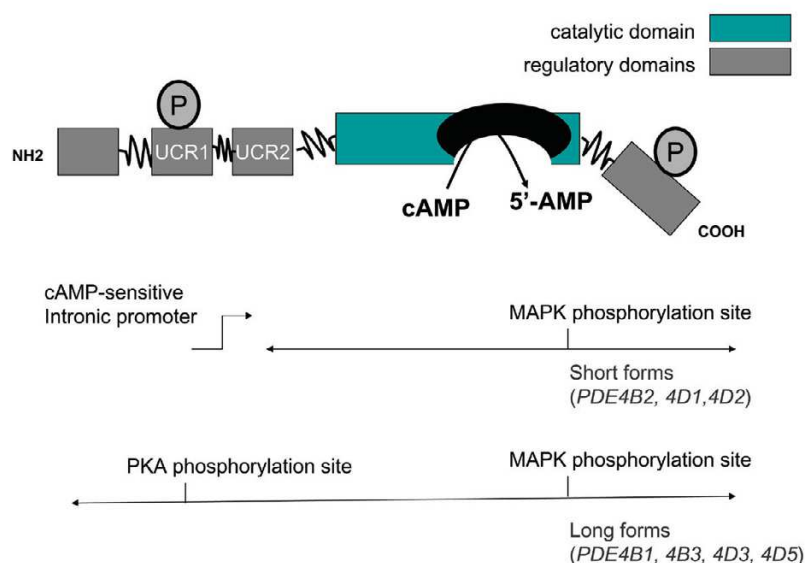 catalytic domain
regulatory domains
P
P
NH2
UCR1
UCR2
cAMP
5’-AMP
COOH
cAMP-sensitive
Intronic promoter
MAPK phosphorylation site
Short forms
(PDE4B2, 4D1,4D2)
PKA phosphorylation site
MAPK phosphorylation site
Long forms
(PDE4B1, 4B3, 4D3, 4D5)